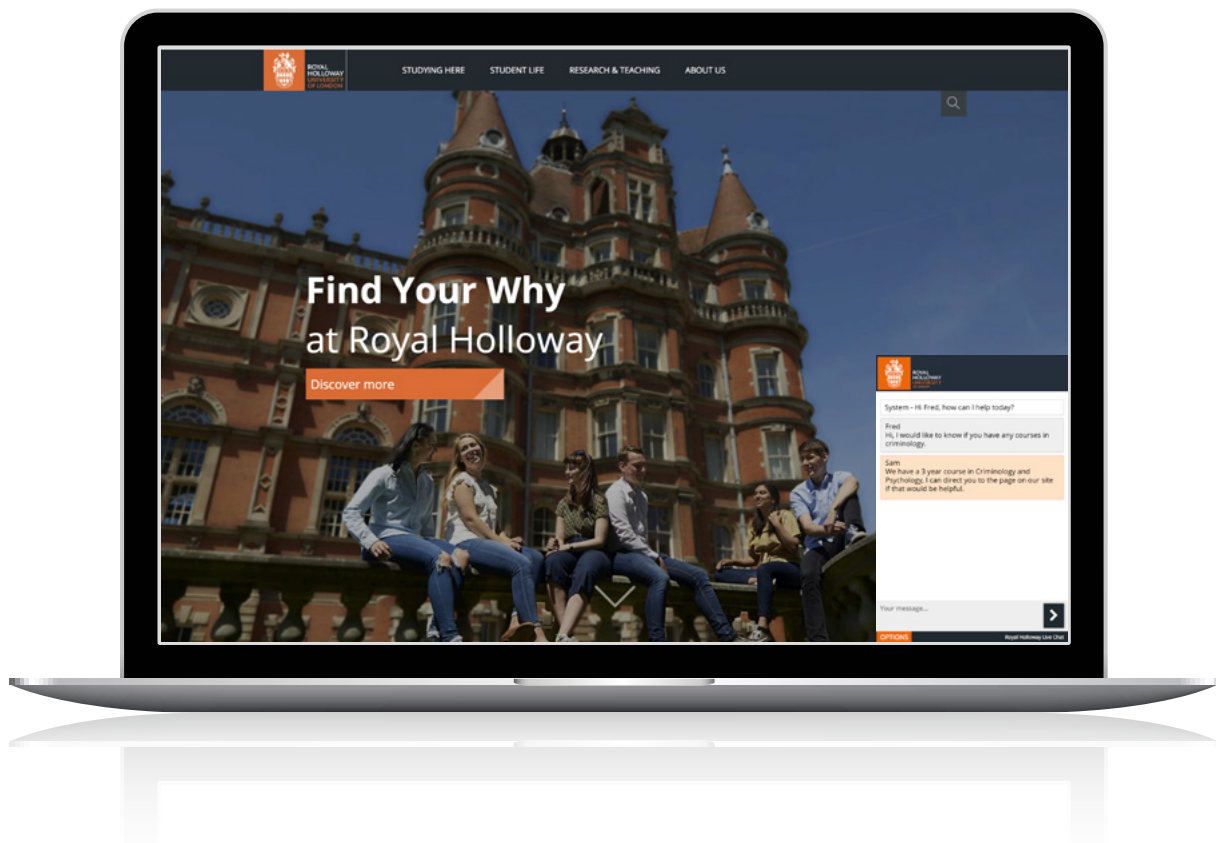 ROYAL
HOLLOWAY
UNIVERSITY
OF LONDON
STUDYING HERE
STUDENT LIFE
RESEARCH & TEACHING
ABOUT US
Find Your Why
at Royal Holloway
Discover more
ROYAL
HOLLOWAY
UNIVERSITY
System - Hi Fred, how can I help today?
Fred
Hi, I would like to know if you have any courses in
criminology.
Sam
We have a 3 year course in Criminology and
Psychology, I can direct you to the page on our site
if that would be helpful.
Your message...
OPTIONS
Royal Holloway Live Chat